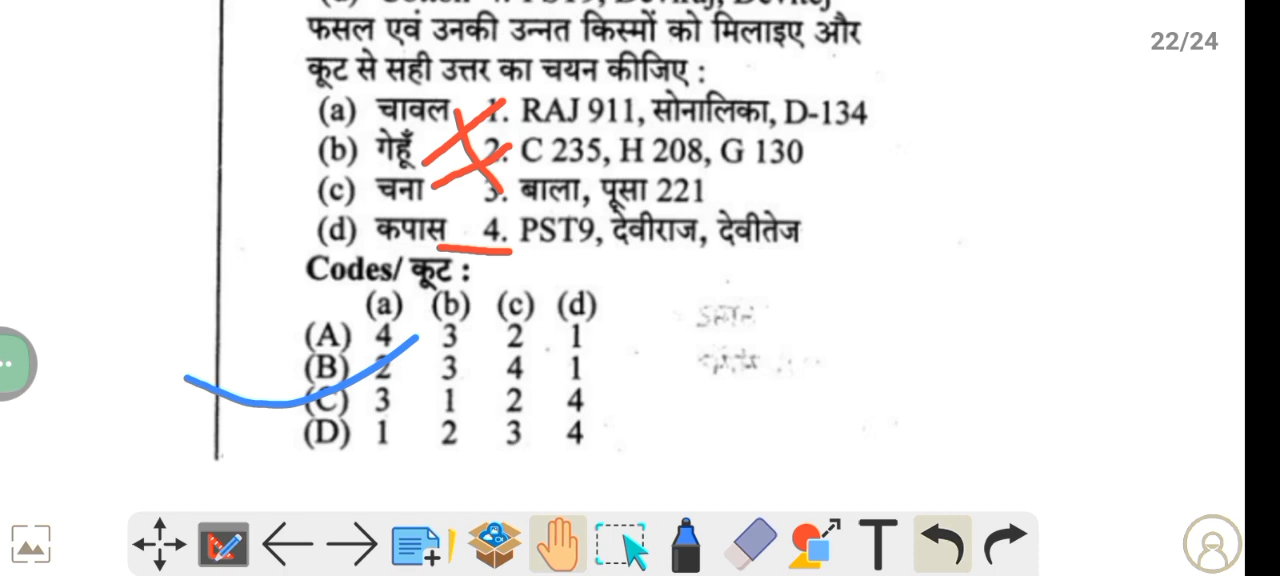 22/24
फसल एवं उनकी उन्नत किस्मों को मिलाइए और
कूट से सही उत्तर का चयन कीजिए :
(a) चावल 1. RAJ 911, सोनालिका, D-134
(b) गेहूँ 2. C 235, H 208, G 130
(c) चना 3. बाला, पूसा 221
(d) कपास 4. PST9, देवीराज, देवीतेज
Codes/ कूट :
(a) (b) (c) (d)
(A) 4 3 2 1
(B) 2 3 4 1
(C) 3 1 2 4
(D) 1 2 3 4
T